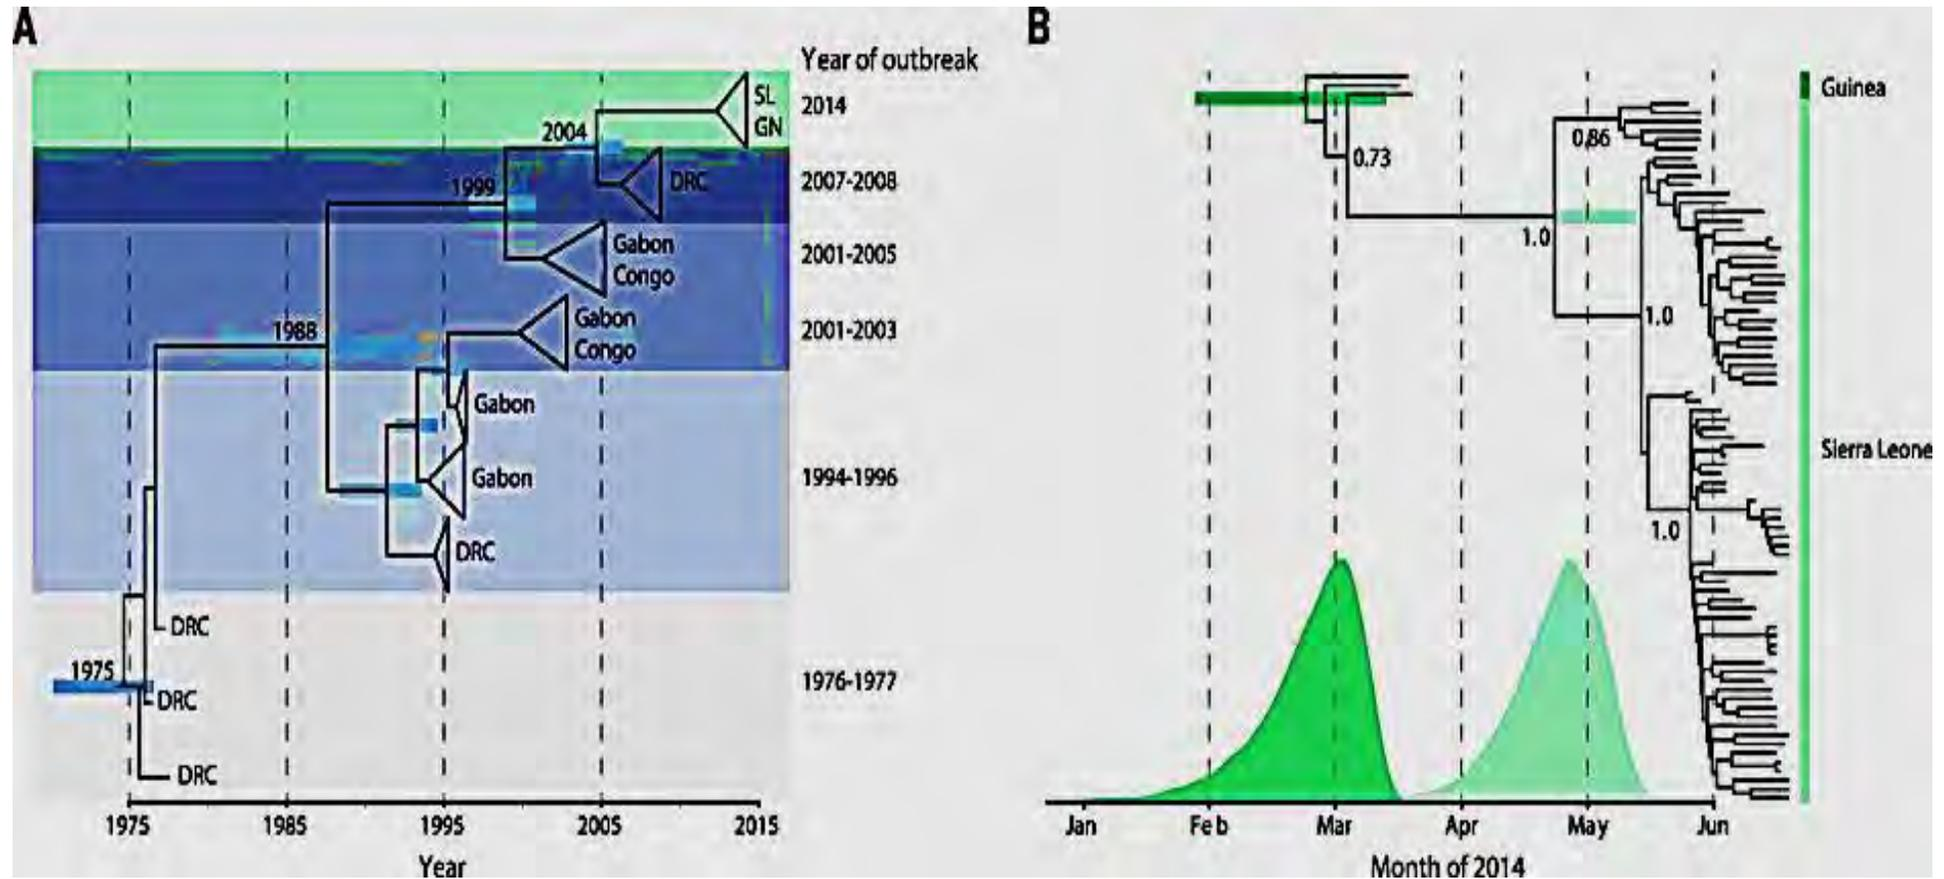 A
Year of outbreak
SL
GN
2014
2004
DRC
2007-2008
1999
Gabon
Congo
2001-2005
1988
Gabon
Congo
2001-2003
Gabon
Gabon
1994-1996
DRC
DRC
1975
DRC
1976-1977
DRC
1975 1985 1995 2005 2015
Year
B
Guinea
0.86
0.73
1.0
1.0
Sierra Leone
1.0
Jan Feb Mar Apr May Jun
Month of 2014